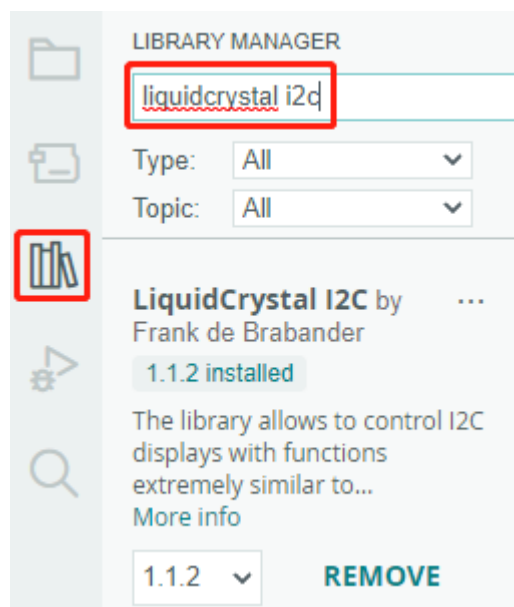 LIBRARY MANAGER
liquidcrystal i2c
Type: All
Topic: All
LiquidCrystal I2C by ...
Frank de Brabander
1.1.2 installed
The library allows to control I2C
displays with functions
extremely similar to...
More info
1.1.2 REMOVE